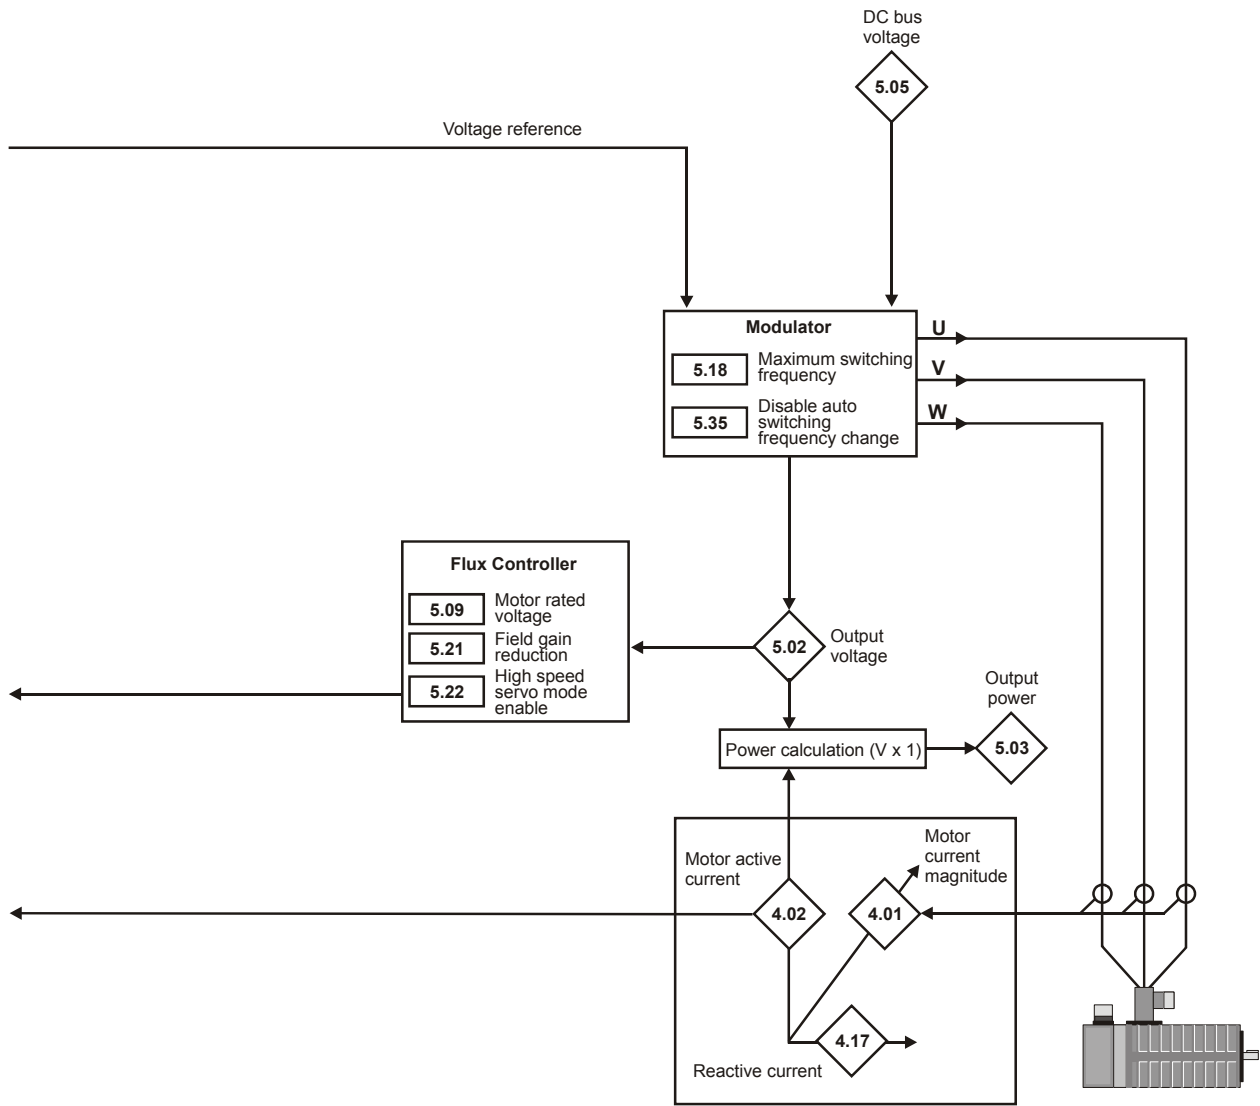 DC bus
voltage
5.05
Voltage reference
Modulator
5.18
Maximum switching
frequency
5.35
Disable auto
switching
frequency change
U
V
W
Flux Controller
5.09
Motor rated
voltage
5.21
Field gain
reduction
5.22
High speed
servo mode
enable
5.02
Output
voltage
Output
power
5.03
Power calculation (V x 1)
Motor active
current
4.02
Motor
current
magnitude
4.01
4.17
Reactive current